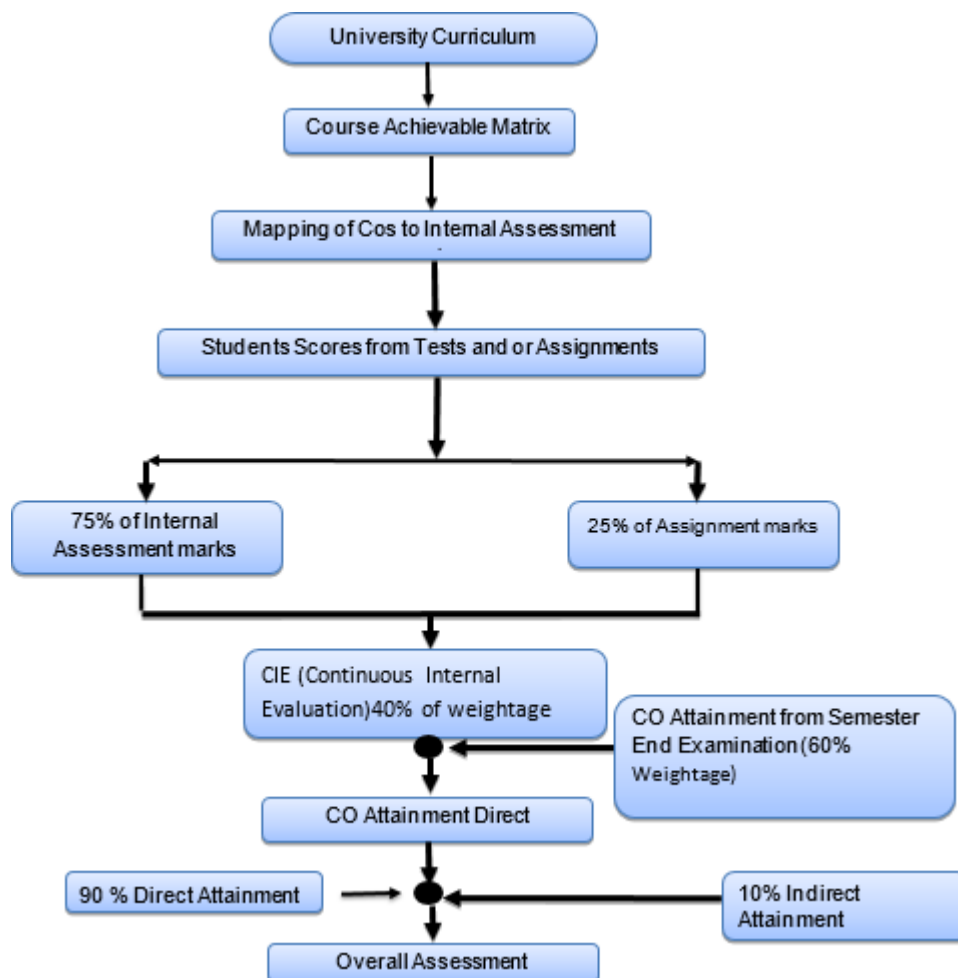 University Curriculum
Course Achievable Matrix
Mapping of Cos to Internal Assessment
.
Students Scores from Tests and or Assignments
75% of Internal
Assessment marks
25% of Assignment marks
CIE (Continuous Internal
Evaluation)40% of weightage
CO Attainment from Semester
End Examination(60%
Weightage)
CO Attainment Direct
90 % Direct Attainment
10% Indirect
Attainment
Overall Assessment